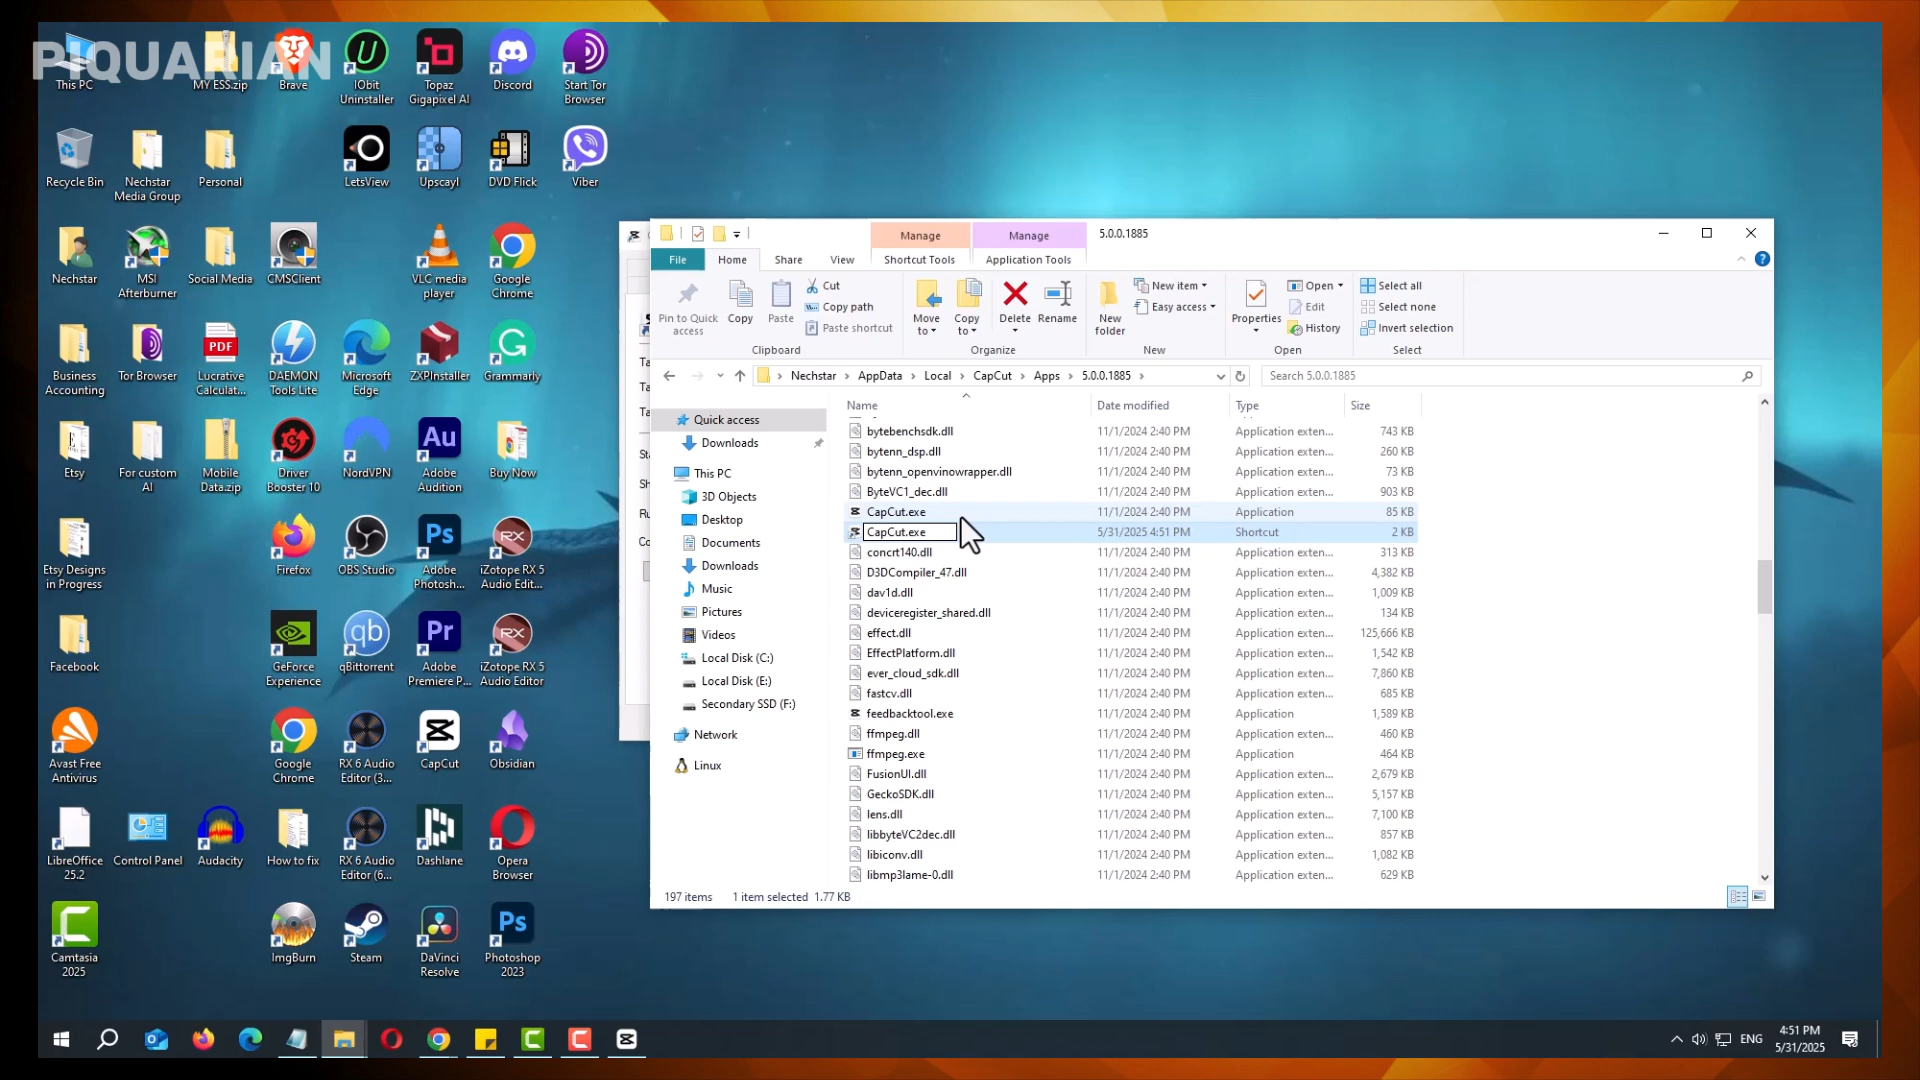 PIQUARIAN
This PC
MY ESS.zip
Brave
IObit
Uninstaller
Topaz
Gigapixel AI
Discord
Start Tor
Browser
Recycle Bin
Nechstar
Media Group
Personal
LetsView
Upscayl
DVD Flick
Viber
Nechstar
MSI
Afterburner
Social Media
CMSClient
VLC media
player
Google
Chrome
Business
Accounting
Tor Browser
PDF
Lucrative
Calculat...
DAEMON
Tools Lite
Microsoft
Edge
ZXPInstaller
Grammarly
Etsy
For custom
AI
Mobile
Data.zip
Driver
Booster 10
NordVPN
Au
Adobe
Audition
Buy Now
Etsy Designs
in Progress
Firefox
OBS Studio
Ps
Adobe
Photosh...
RX
iZotope RX 5
Audio Edit...
Facebook
GeForce
Experience
qb
qBittorrent
Pr
Adobe
Premiere P...
RX
iZotope RX 5
Audio Editor
Avast Free
Antivirus
Google
Chrome
RX 6 Audio
Editor (3...
CapCut
Obsidian
LibreOffice
25.2
Control Panel
Audacity
How to fix
RX 6 Audio
Editor (6...
Dashlane
Opera
Browser
Camtasia
2025
ImgBurn
Steam
DaVinci
Resolve
Ps
Photoshop
2023
Manage
Manage
5.0.0.1885
File
Home
Share
View
Shortcut Tools
Application Tools
Pin to Quick
access
Copy
Paste
Cut
Copy path
Paste shortcut
Clipboard
Move
to
Copy
to
Delete
Rename
Organize
New
folder
New item
Easy access
New
Properties
Open
Edit
History
Open
Select all
Select none
Invert selection
Select
Nechstar
AppData
Local
CapCut
Apps
5.0.0.1885
Search 5.0.0.1885
Quick access
Downloads
This PC
3D Objects
Desktop
Documents
Downloads
Music
Pictures
Videos
Local Disk (C:)
Local Disk (E:)
Secondary SSD (F:)
Network
Linux
Name Date modified Type Size
bytebenchsdk.dll 11/1/2024 2:40 PM Application exten... 743 KB
bytenn_dsp.dll 11/1/2024 2:40 PM Application exten... 260 KB
bytenn_openvinowrapper.dll 11/1/2024 2:40 PM Application exten... 73 KB
ByteVC1_dec.dll 11/1/2024 2:40 PM Application exten... 903 KB
CapCut.exe 11/1/2024 2:40 PM Application 85 KB
CapCut.exe 5/31/2025 4:51 PM Shortcut 2 KB
concrt140.dll 11/1/2024 2:40 PM Application exten... 313 KB
D3DCompiler_47.dll 11/1/2024 2:40 PM Application exten... 4,382 KB
dav1d.dll 11/1/2024 2:40 PM Application exten... 1,009 KB
deviceregister_shared.dll 11/1/2024 2:40 PM Application exten... 134 KB
effect.dll 11/1/2024 2:40 PM Application exten... 125,666 KB
EffectPlatform.dll 11/1/2024 2:40 PM Application exten... 1,542 KB
ever_cloud_sdk.dll 11/1/2024 2:40 PM Application exten... 7,860 KB
fastcv.dll 11/1/2024 2:40 PM Application exten... 685 KB
feedbacktool.exe 11/1/2024 2:40 PM Application 1,589 KB
ffmpeg.dll 11/1/2024 2:40 PM Application exten... 460 KB
ffmpeg.exe 11/1/2024 2:40 PM Application 464 KB
FusionUI.dll 11/1/2024 2:40 PM Application exten... 2,679 KB
GeckoSDK.dll 11/1/2024 2:40 PM Application exten... 5,157 KB
lens.dll 11/1/2024 2:40 PM Application exten... 7,100 KB
libbyteVC2dec.dll 11/1/2024 2:40 PM Application exten... 857 KB
libiconv.dll 11/1/2024 2:40 PM Application exten... 1,082 KB
libmp3lame-0.dll 11/1/2024 2:40 PM Application exten... 629 KB
197 items 1 item selected 1.77 KB
ENG
4:51 PM
5/31/2025